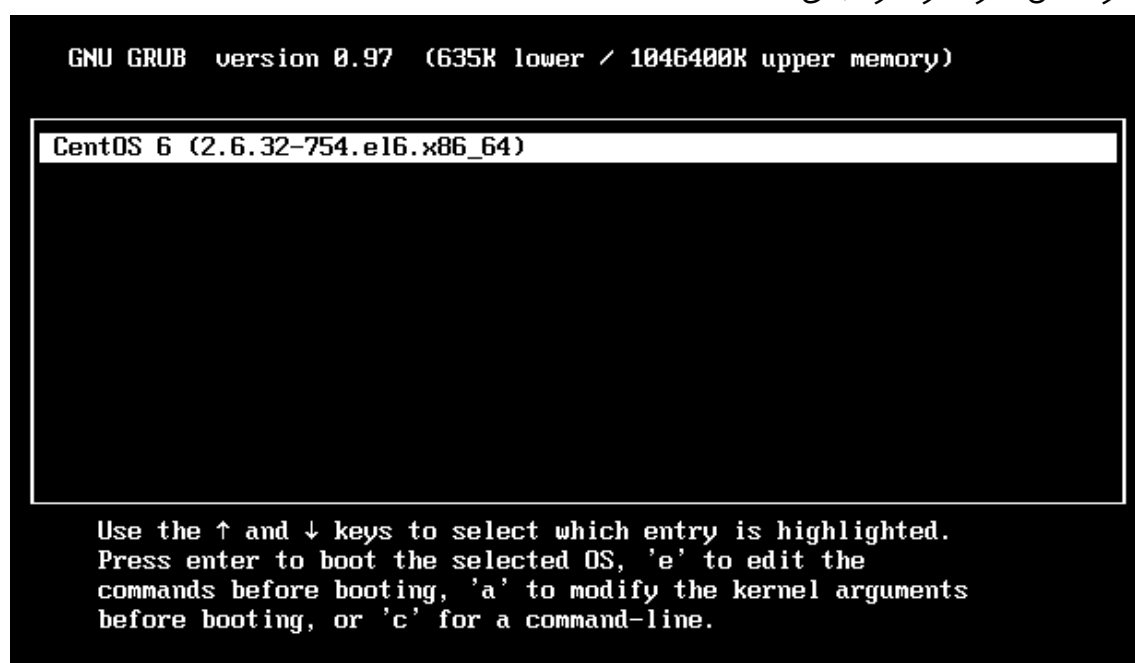 GNU GRUB version 0.97 (635K lower / 1046400K upper memory)
CentOS 6 (2.6.32-754.el6.x86_64)
Use the ↑ and ↓ keys to select which entry is highlighted.
Press enter to boot the selected OS, 'e' to edit the
commands before booting, 'a' to modify the kernel arguments
before booting, or 'c' for a command-line.